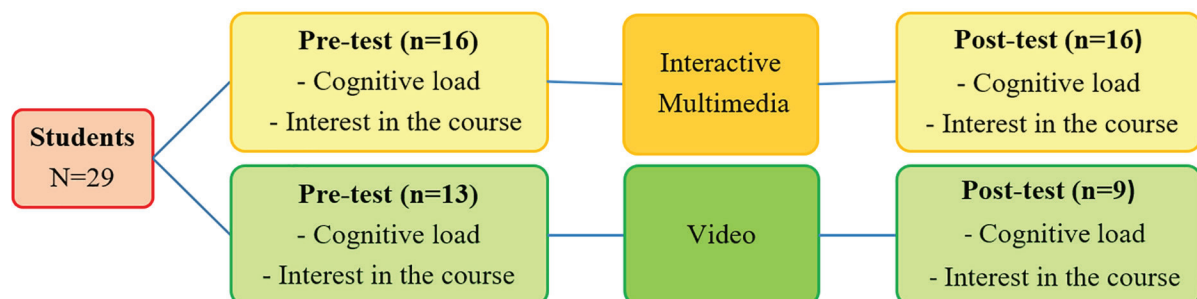 Students
N=29
Pre-test (n=16)
- Cognitive load
- Interest in the course
Interactive
Multimedia
Post-test (n=16)
- Cognitive load
- Interest in the course
Pre-test (n=13)
- Cognitive load
- Interest in the course
Video
Post-test (n=9)
- Cognitive load
- Interest in the course